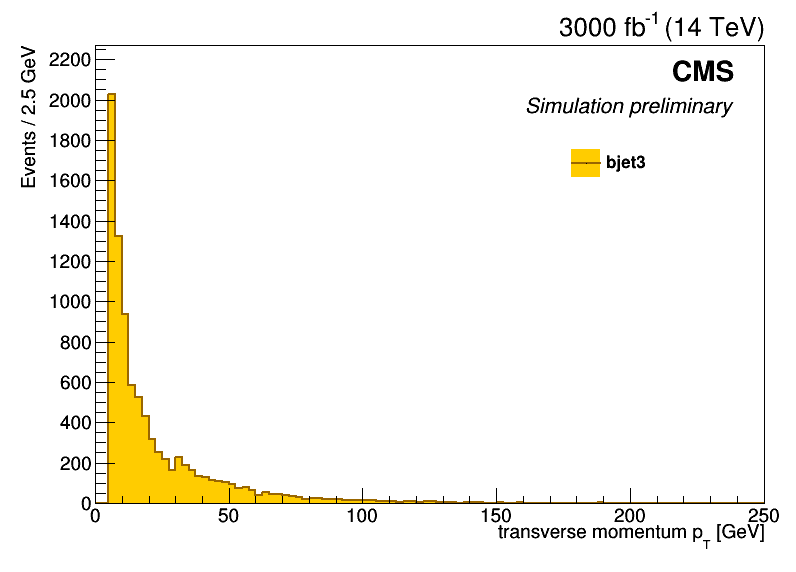 3000 fb⁻¹ (14 TeV)
Events / 2.5 GeV
2200
2000
1800
1600
1400
1200
1000
800
600
400
200
0
CMS
Simulation preliminary
bjet3
0 50 100 150 200 250
transverse momentum p_T [GeV]